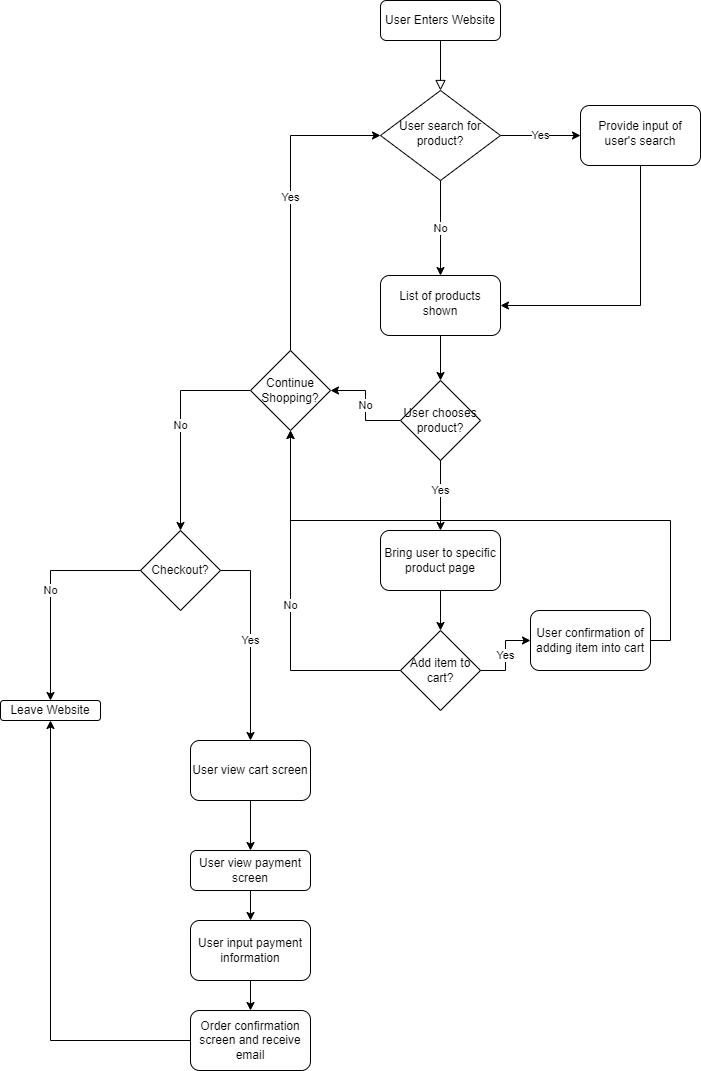 User Enters Website
User search for
product?
Yes
Provide input of
user's search
Yes
No
List of products
shown
Continue
Shopping?
No
User chooses
product?
No
Yes
Bring user to specific
product page
Checkout?
No
No
Yes
Add item to
cart?
Yes
User confirmation of
adding item into cart
Leave Website
User view cart screen
User view payment
screen
User input payment
information
Order confirmation
screen and receive
email